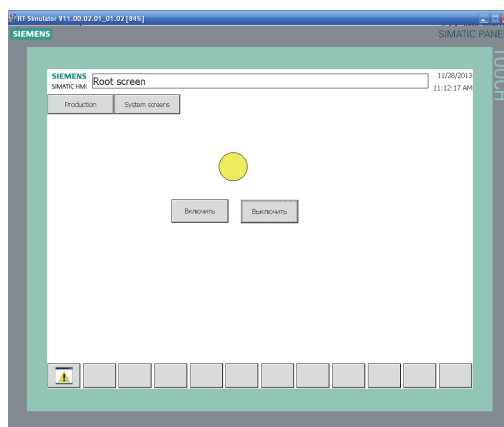 RT Simulator V11.00.02.01_01.02 [84%]
SIEMENS
SIMATIC PANE
TOUCH
SIEMENS
SIMATIC HMI
Root screen
11/28/2013
11:12:17 AM
Production
System screens
Включить
Выключить